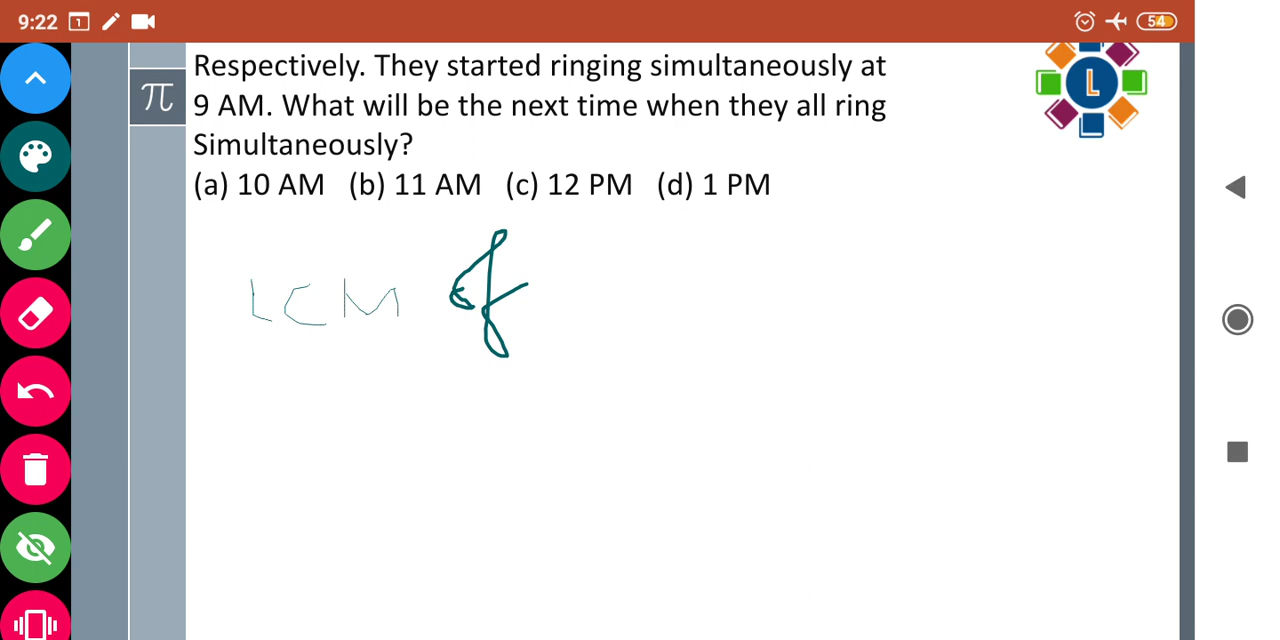 9:22 1 54
π
L
Respectively. They started ringing simultaneously at
9 AM. What will be the next time when they all ring
Simultaneously?
(a) 10 AM (b) 11 AM (c) 12 PM (d) 1 PM
LCM of